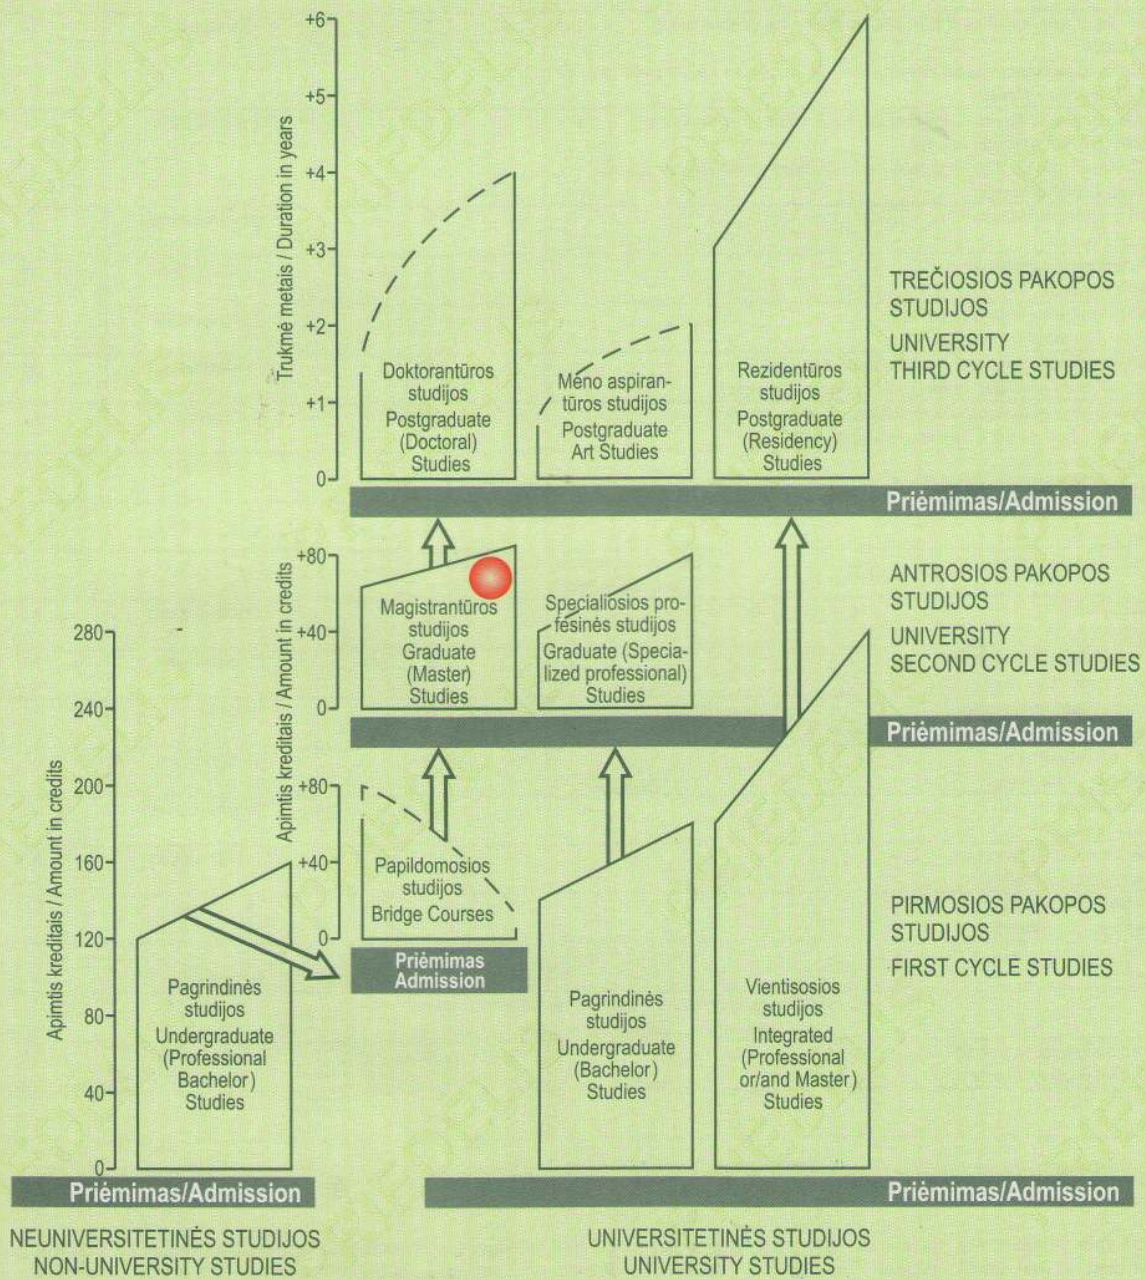 +6
+5
+4
+3
+2
+1
0
Trukmė metais / Duration in years
Doktorantūros
studijos
Postgraduate
(Doctoral)
Studies
Meno aspiran-
tūros studijos
Postgraduate
Art Studies
Rezidentūros
studijos
Postgraduate
(Residency)
Studies
TREČIOSIOS PAKOPOS
STUDIJOS
UNIVERSITY
THIRD CYCLE STUDIES
Priėmimas/Admission
+80
+40
0
Apimtis kreditais / Amount in credits
Magistrantūros
studijos
Graduate
(Master)
Studies
Specialiosios pro-
fesinės studijos
Graduate (Specia-
lized professional)
Studies
ANTROSIOS PAKOPOS
STUDIJOS
UNIVERSITY
SECOND CYCLE STUDIES
Priėmimas/Admission
280
240
200
160
120
80
40
0
Apimtis kreditais / Amount in credits
Pagrindinės
studijos
Undergraduate
(Professional
Bachelor)
Studies
+80
+40
0
Papildomosios
studijos
Bridge Courses
Priėmimas
Admission
Pagrindinės
studijos
Undergraduate
(Bachelor)
Studies
Vientisosios
studijos
Integrated
(Professional
or/and Master)
Studies
PIRMOSIOS PAKOPOS
STUDIJOS
FIRST CYCLE STUDIES
Priėmimas/Admission
Priėmimas/Admission
NEUNIVERSITETINĖS STUDIJOS
NON-UNIVERSITY STUDIES
UNIVERSITETINĖS STUDIJOS
UNIVERSITY STUDIES